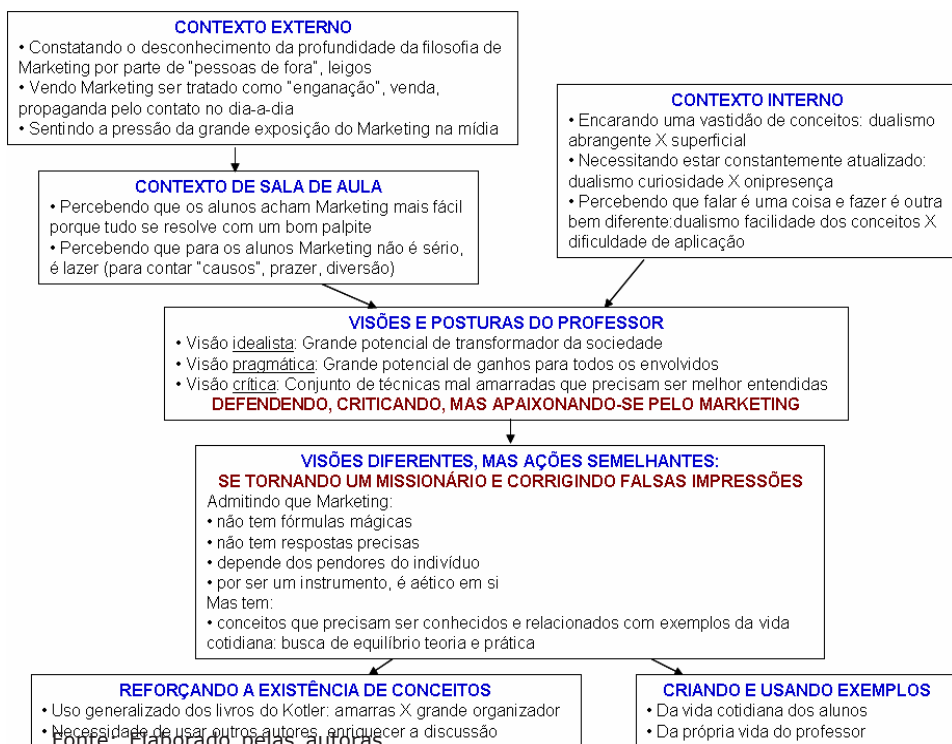 CONTEXTO EXTERNO
• Constatando o desconhecimento da profundidade da filosofia de
Marketing por parte de "pessoas de fora", leigos
• Vendo Marketing ser tratado como "enganação", venda,
propaganda pelo contato no dia-a-dia
• Sentindo a pressão da grande exposição do Marketing na mídia
CONTEXTO INTERNO
• Encarando uma vastidão de conceitos: dualismo
abrangente X superficial
• Necessitando estar constantemente atualizado:
dualismo curiosidade X onipresença
• Percebendo que falar é uma coisa e fazer é outra
bem diferente:dualismo facilidade dos conceitos X
dificuldade de aplicação
CONTEXTO DE SALA DE AULA
• Percebendo que os alunos acham Marketing mais fácil
porque tudo se resolve com um bom palpite
• Percebendo que para os alunos Marketing não é sério,
é lazer (para contar "causos", prazer, diversão)
VISÕES E POSTURAS DO PROFESSOR
• Visão idealista: Grande potencial de transformador da sociedade
• Visão pragmática: Grande potencial de ganhos para todos os envolvidos
• Visão crítica: Conjunto de técnicas mal amarradas que precisam ser melhor entendidas
DEFENDENDO, CRITICANDO, MAS APAIXONANDO-SE PELO MARKETING
VISÕES DIFERENTES, MAS AÇÕES SEMELHANTES:
SE TORNANDO UM MISSIONÁRIO E CORRIGINDO FALSAS IMPRESSÕES
Admitindo que Marketing:
• não tem fórmulas mágicas
• não tem respostas precisas
• depende dos pendores do indivíduo
• por ser um instrumento, é aético em si
Mas tem:
• conceitos que precisam ser conhecidos e relacionados com exemplos da vida
cotidiana: busca de equilíbrio teoria e prática
REFORÇANDO A EXISTÊNCIA DE CONCEITOS
• Uso generalizado dos livros do Kotler: amarras X grande organizador
• Necessidade de usar outros autores, enriquecer a discussão
CRIANDO E USANDO EXEMPLOS
• Da vida cotidiana dos alunos
• Da própria vida do professor
Fonte: Elaborado pelas autoras